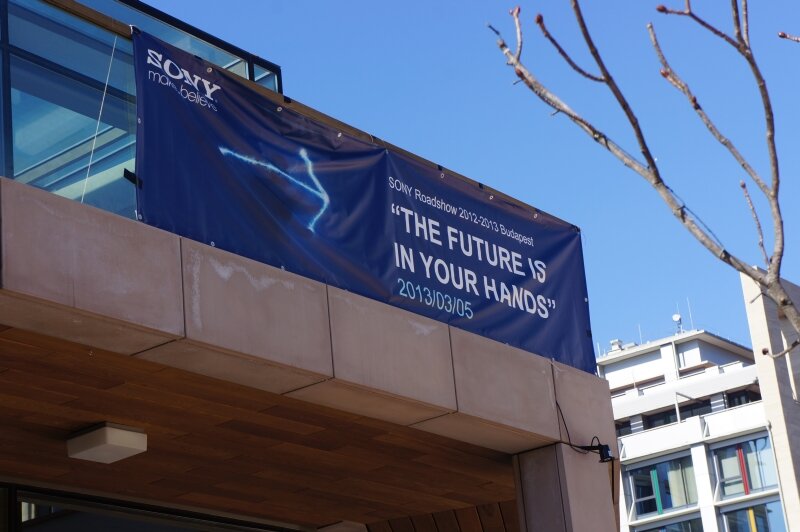 SONY
make.believe
SONY Roadshow 2012-2013 Budapest
"THE FUTURE IS
IN YOUR HANDS"
2013/03/05